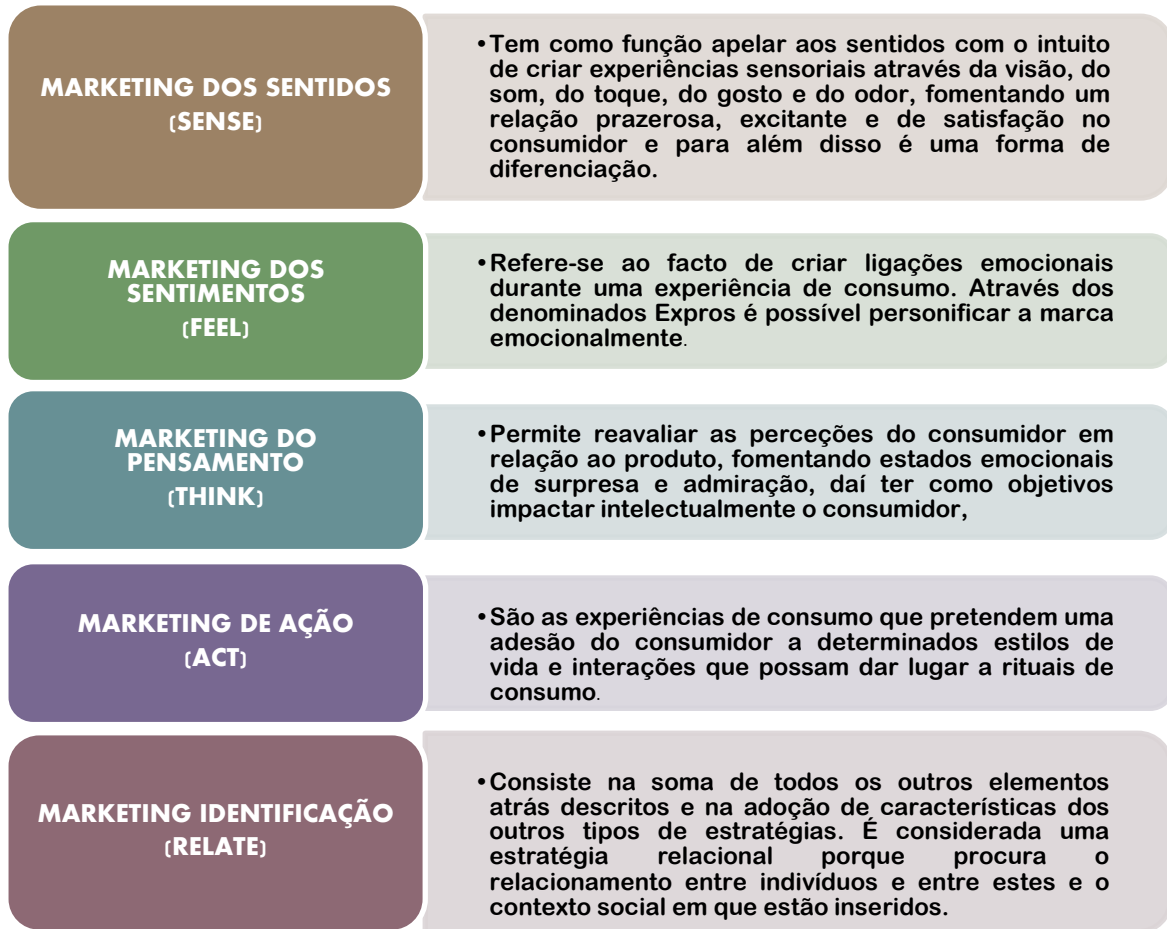 MARKETING DOS SENTIDOS
(SENSE)
•Tem como função apelar aos sentidos com o intuito
de criar experiências sensoriais através da visão, do
som, do toque, do gosto e do odor, fomentando um
relação prazerosa, excitante e de satisfação no
consumidor e para além disso é uma forma de
diferenciação.
MARKETING DOS
SENTIMENTOS
(FEEL)
•Refere-se ao facto de criar ligações emocionais
durante uma experiência de consumo. Através dos
denominados Expros é possível personificar a marca
emocionalmente.
MARKETING DO
PENSAMENTO
(THINK)
•Permite reavaliar as perceções do consumidor em
relação ao produto, fomentando estados emocionais
de surpresa e admiração, daí ter como objetivos
impactar intelectualmente o consumidor,
MARKETING DE AÇÃO
(ACT)
•São as experiências de consumo que pretendem uma
adesão do consumidor a determinados estilos de
vida e interações que possam dar lugar a rituais de
consumo.
MARKETING IDENTIFICAÇÃO
(RELATE)
•Consiste na soma de todos os outros elementos
atrás descritos e na adoção de características dos
outros tipos de estratégias. É considerada uma
estratégia relacional porque procura o
relacionamento entre indivíduos e entre estes e o
contexto social em que estão inseridos.